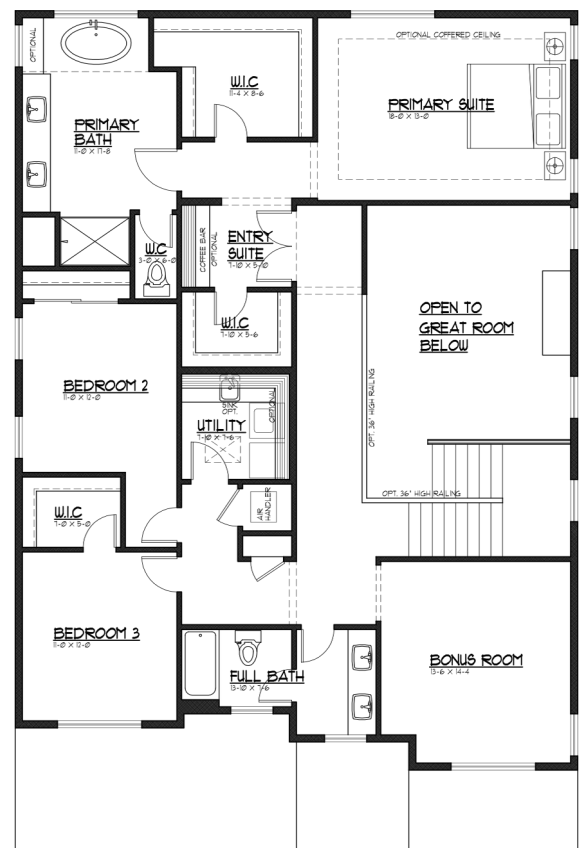 OPTIONAL
OPTIONAL COFFERED CEILING
W.I.C
11-4 X 8-6
PRIMARY SUITE
18-0 X 13-0
PRIMARY
BATH
11-0 X 17-8
W.C
3-0 X 6-0
COFFEE BAR
OPTIONAL
ENTRY
SUITE
7-10 X 5-0
W.I.C
7-10 X 5-6
OPEN TO
GREAT ROOM
BELOW
BEDROOM 2
11-0 X 12-0
SINK
OPT.
OPTIONAL
UTILITY
7-10 X 7-6
OPT. 36" HIGH RAILING
OPT. 36" HIGH RAILING
W.I.C
7-0 X 5-0
AIR
HANDLER
BEDROOM 3
11-0 X 12-0
FULL BATH
13-10 X 7-6
BONUS ROOM
13-6 X 14-4